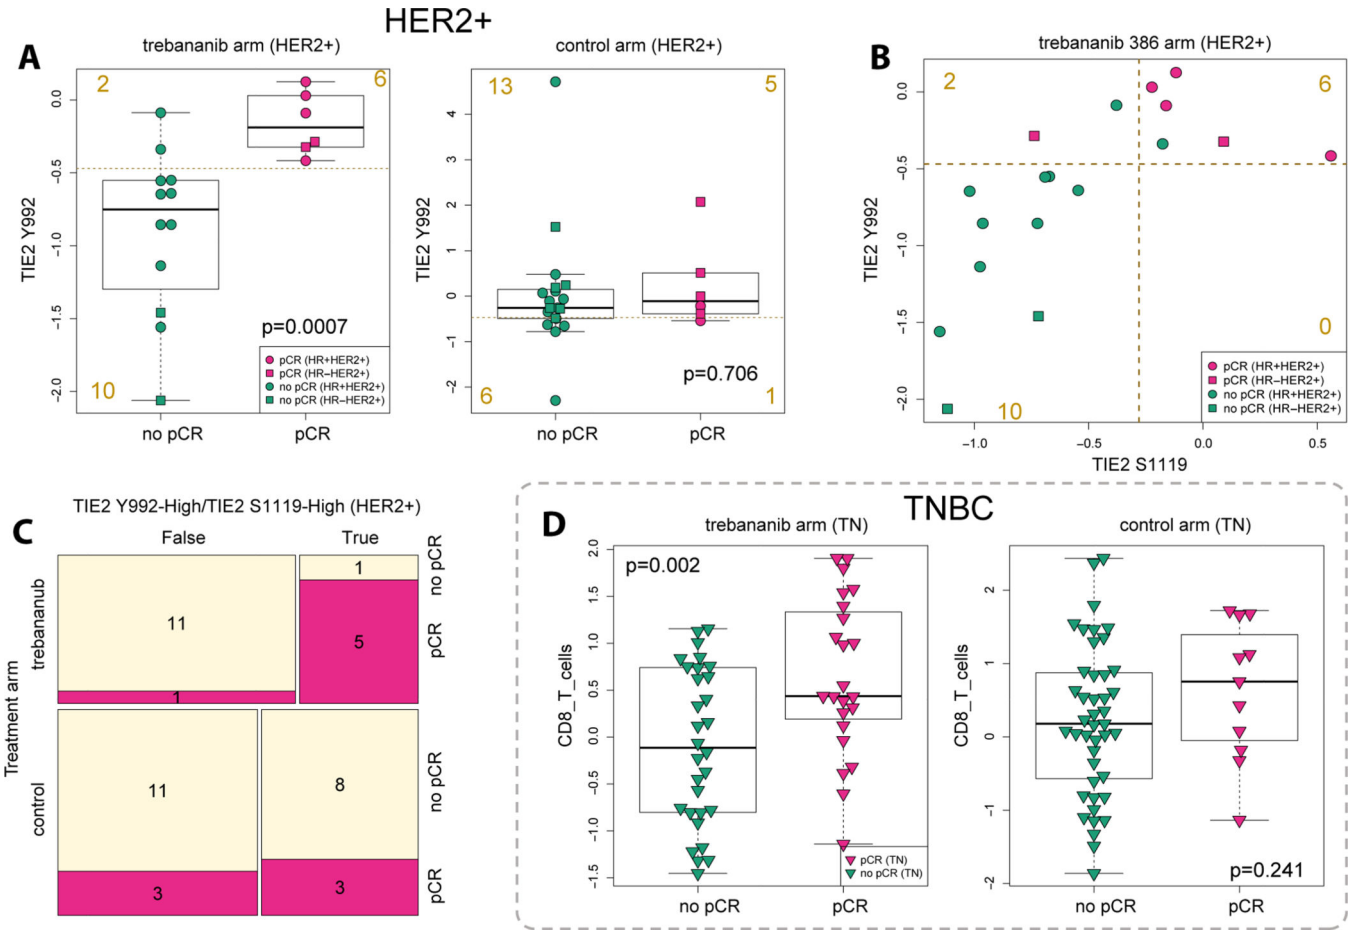 HER2+
A
trebananib arm (HER2+)
2
6
0.0
−0.5
−1.0
−1.5
−2.0
TIE2 Y992
10
p=0.0007
pCR (HR+HER2+)
pCR (HR−HER2+)
no pCR (HR+HER2+)
no pCR (HR−HER2+)
no pCR
pCR
control arm (HER2+)
13
5
4
3
2
1
0
−1
−2
TIE2 Y992
p=0.706
6
1
no pCR
pCR
B
trebananib 386 arm (HER2+)
2
6
0.0
−0.5
−1.0
−1.5
−2.0
TIE2 Y992
0
10
pCR (HR+HER2+)
pCR (HR−HER2+)
no pCR (HR+HER2+)
no pCR (HR−HER2+)
−1.0
−0.5
0.0
0.5
TIE2 S1119
C
TIE2 Y992-High/TIE2 S1119-High (HER2+)
False
True
Treatment arm
trebananub
11
1
1
5
no pCR
pCR
control
11
8
3
3
no pCR
pCR
TNBC
D
trebananib arm (TN)
p=0.002
2.0
1.5
1.0
0.5
0.0
−0.5
−1.0
−1.5
CD8_T_cells
pCR (TN)
no pCR (TN)
no pCR
pCR
control arm (TN)
2
1
0
−1
−2
CD8_T_cells
p=0.241
no pCR
pCR